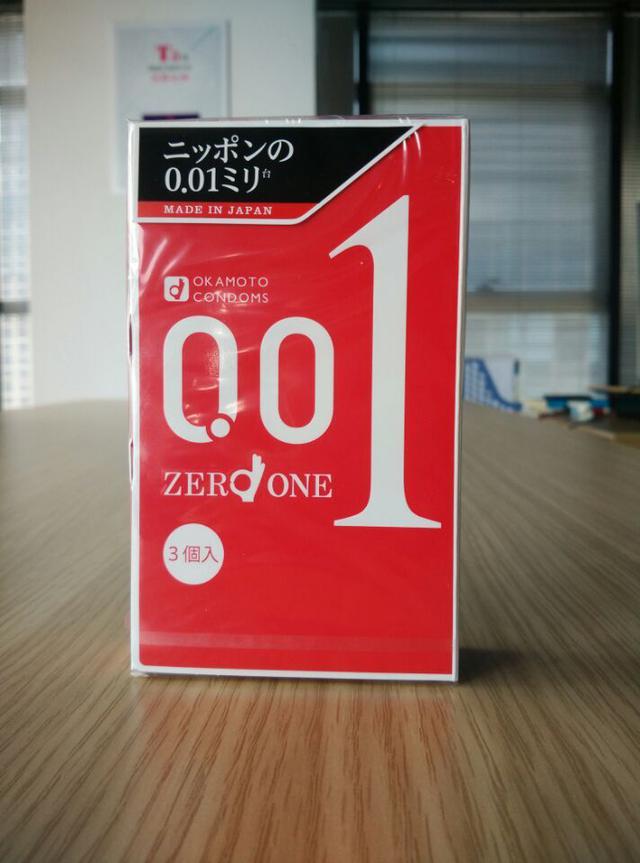 ニッポンの
0.01ミリ台
MADE IN JAPAN
OKAMOTO
CONDOMS
0.01
ZERO ONE
3個入